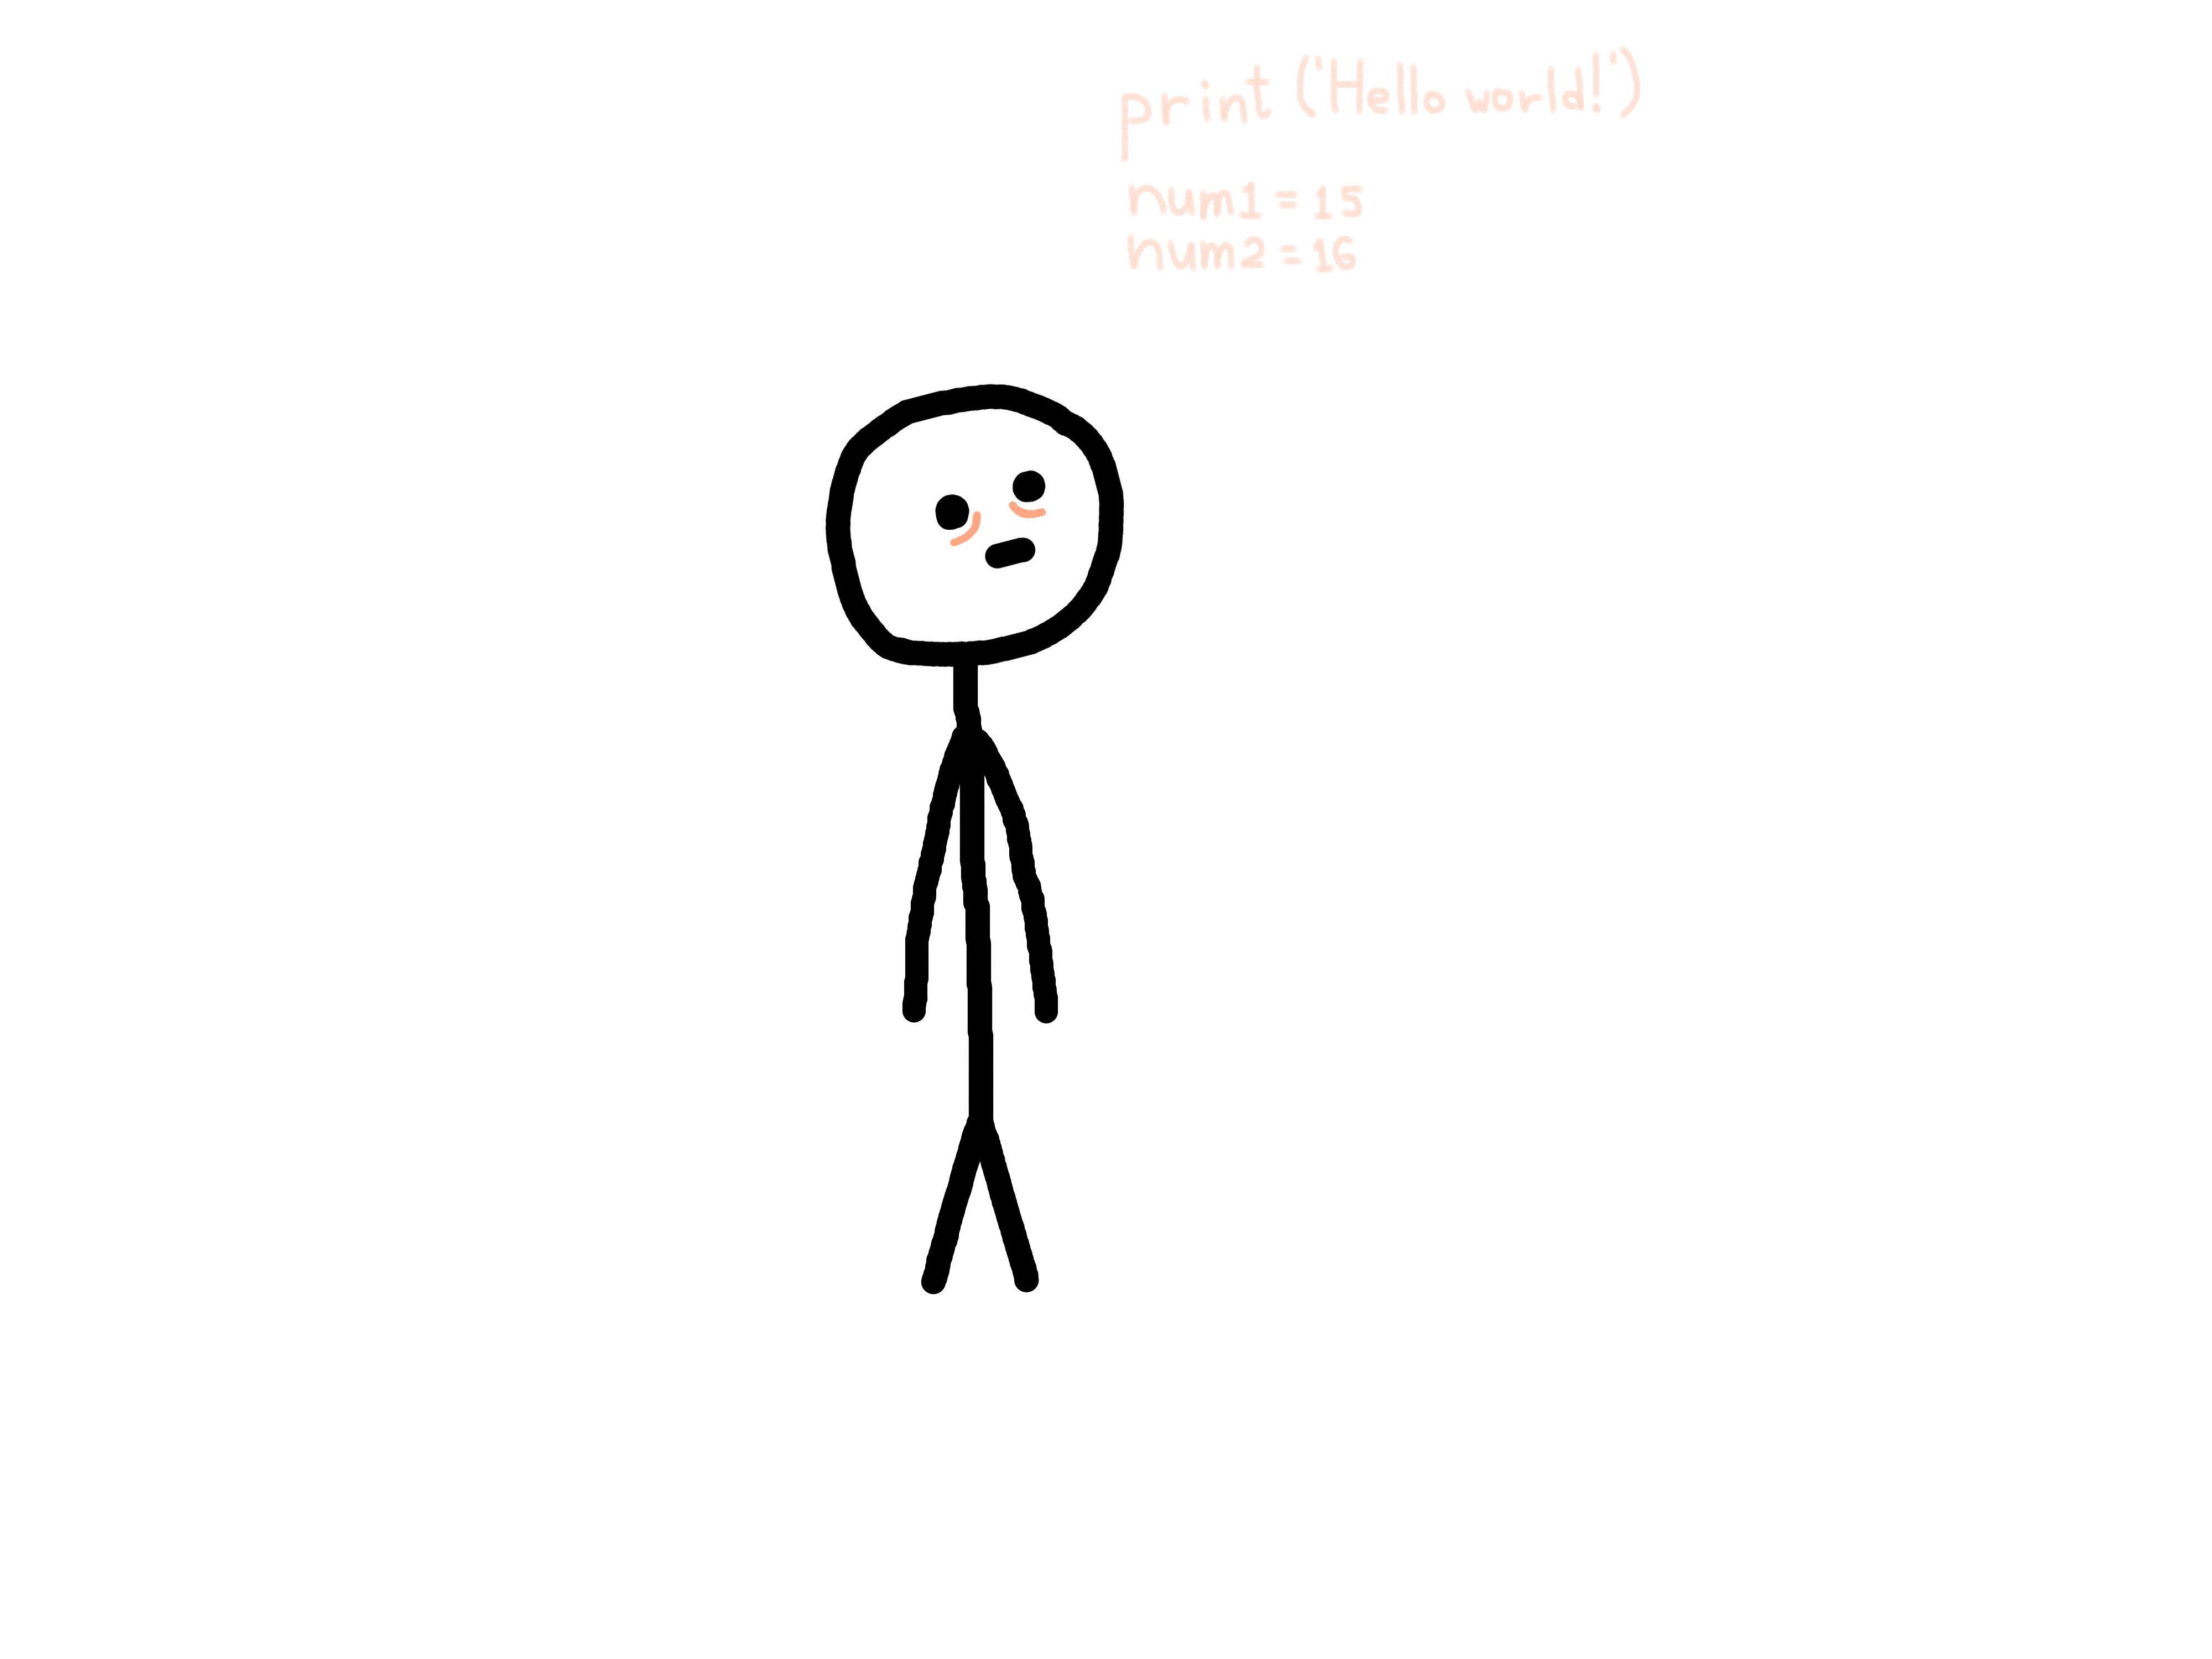 print ("Hello world!")
num1 = 15
num2 = 16